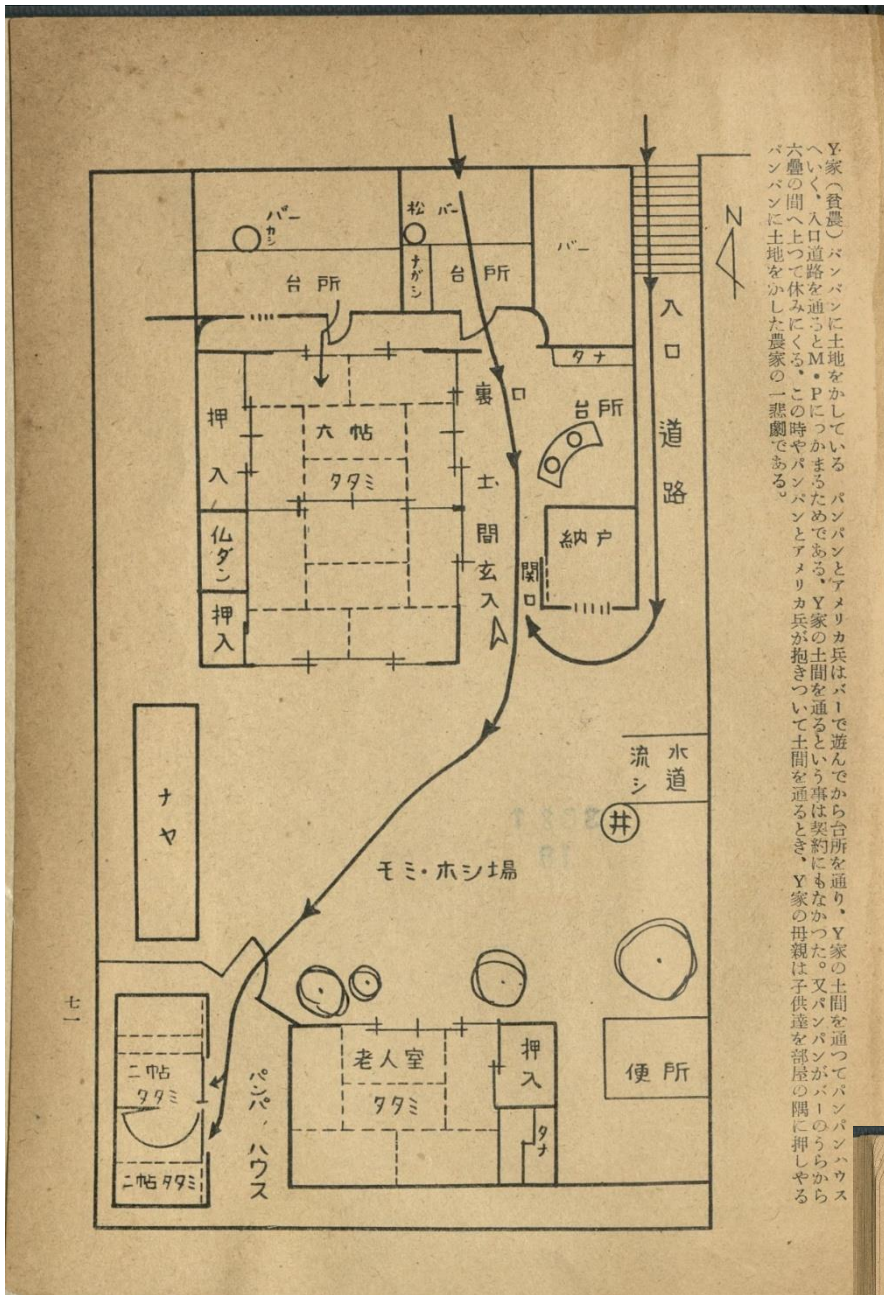 Y家(貧農)パンパンに土地をかしている パンパンとアメリカ兵はバーで遊んでから台所を通り、Y家の土間を通つてパンパンハウス
へいく、入口道路を通るとM・Pにつかまるためである、Y家の土間を通るという事は契約にもなかつた。又パンパンがバーのうらから
六疊の間へ上つて休みにくる、この時やパンパンとアメリカ兵が抱きついて土間を通るとき、Y家の母親は子供達を部屋の隅に押しやる
パンパンに土地をかした農家の一悲劇である。
N
入口道路
バー
バー
松
バー
カシ
台所
ナガシ
台所
タナ
台所
裏口
土間玄入
関口
納戸
押入
六帖
タタミ
仏ダン
押入
水道
流シ
井
ナヤ
モミ・ホシ場
便所
押入
タナ
老人室
タタミ
パンパ,ハウス
二帖
タタミ
二帖タタミ
七一